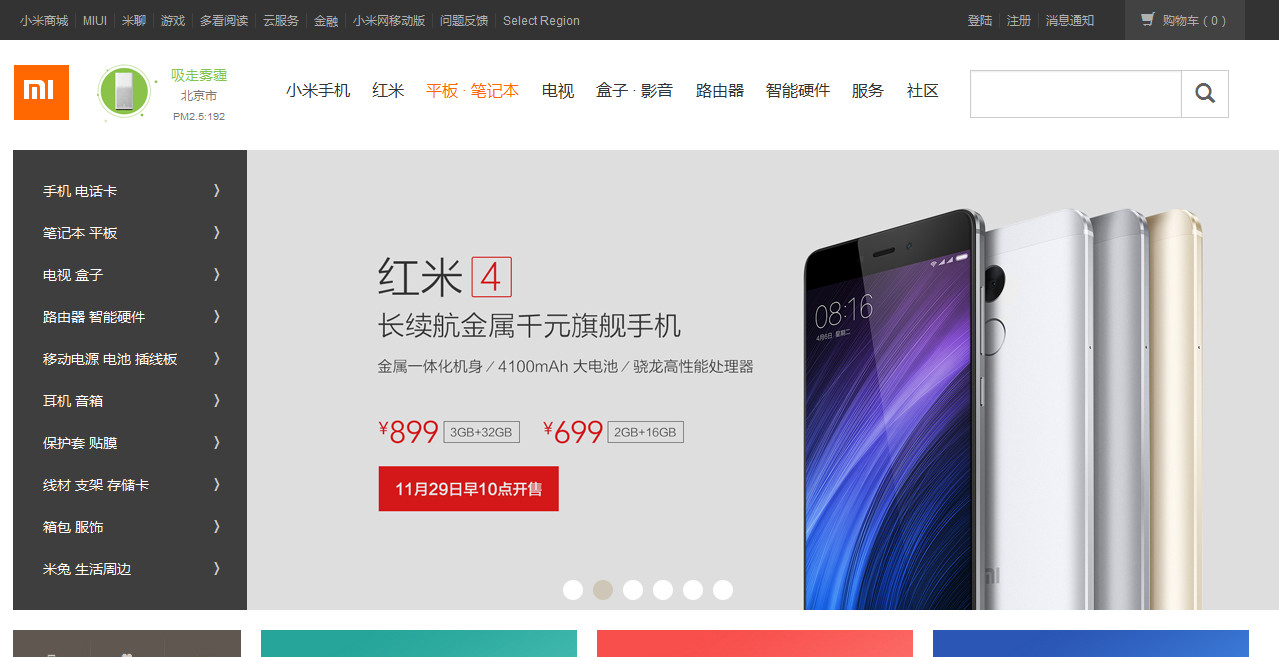 小米商城 MIUI 米聊 游戏 多看阅读 云服务 金融 小米网移动版 问题反馈 Select Region 登陆 注册 消息通知 购物车 ( 0 )
mi 吸走雾霾 小米手机 红米 平板 · 笔记本 电视 盒子 · 影音 路由器 智能硬件 服务 社区
北京市
PM2.5:192
手机 电话卡 》
笔记本 平板 》
电视 盒子 》
路由器 智能硬件 》
移动电源 电池 插线板 》
耳机 音箱 》
保护套 贴膜 》
线材 支架 存储卡 》
箱包 服饰 》
米兔 生活周边 》
红米 4
长续航金属千元旗舰手机
金属一体化机身 / 4100mAh 大电池 / 骁龙高性能处理器
¥899 3GB+32GB ¥699 2GB+16GB
11月29日早10点开售
08:16
4月6日 星期二
mi